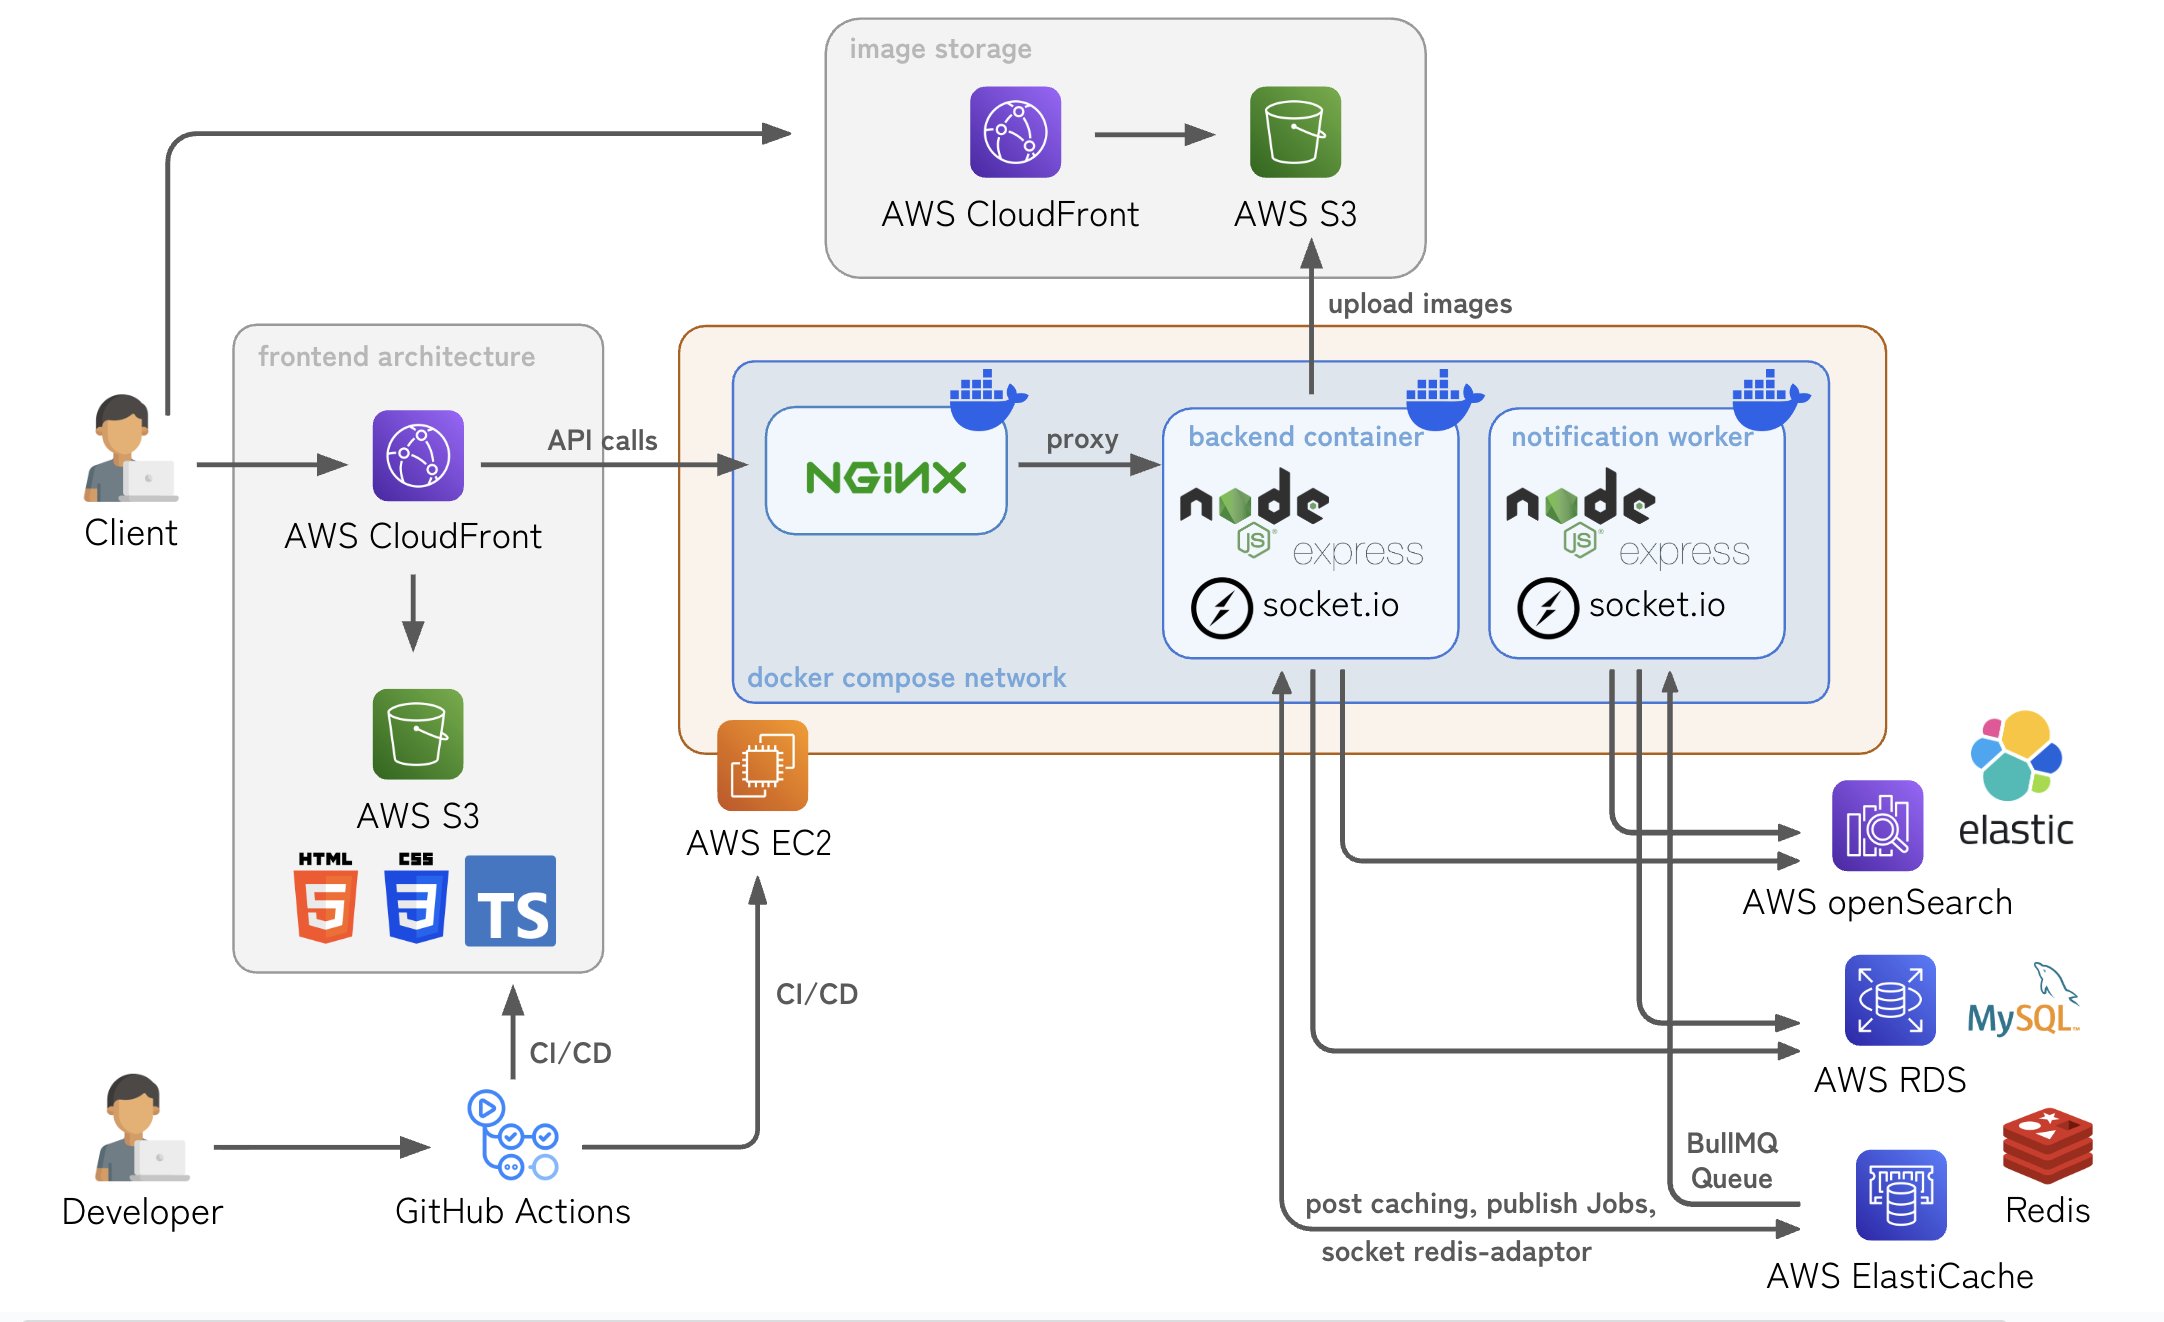 image storage
AWS CloudFront
AWS S3
upload images
frontend architecture
Client
AWS CloudFront
API calls
AWS S3
HTML
CSS
TS
NGiNX
proxy
backend container
node
JS
express
socket.io
notification worker
node
JS
express
socket.io
docker compose network
AWS EC2
CI/CD
CI/CD
Developer
GitHub Actions
elastic
AWS openSearch
MySQL™
AWS RDS
BullMQ
Queue
Redis
post caching, publish Jobs,
socket redis-adaptor
AWS ElastiCache